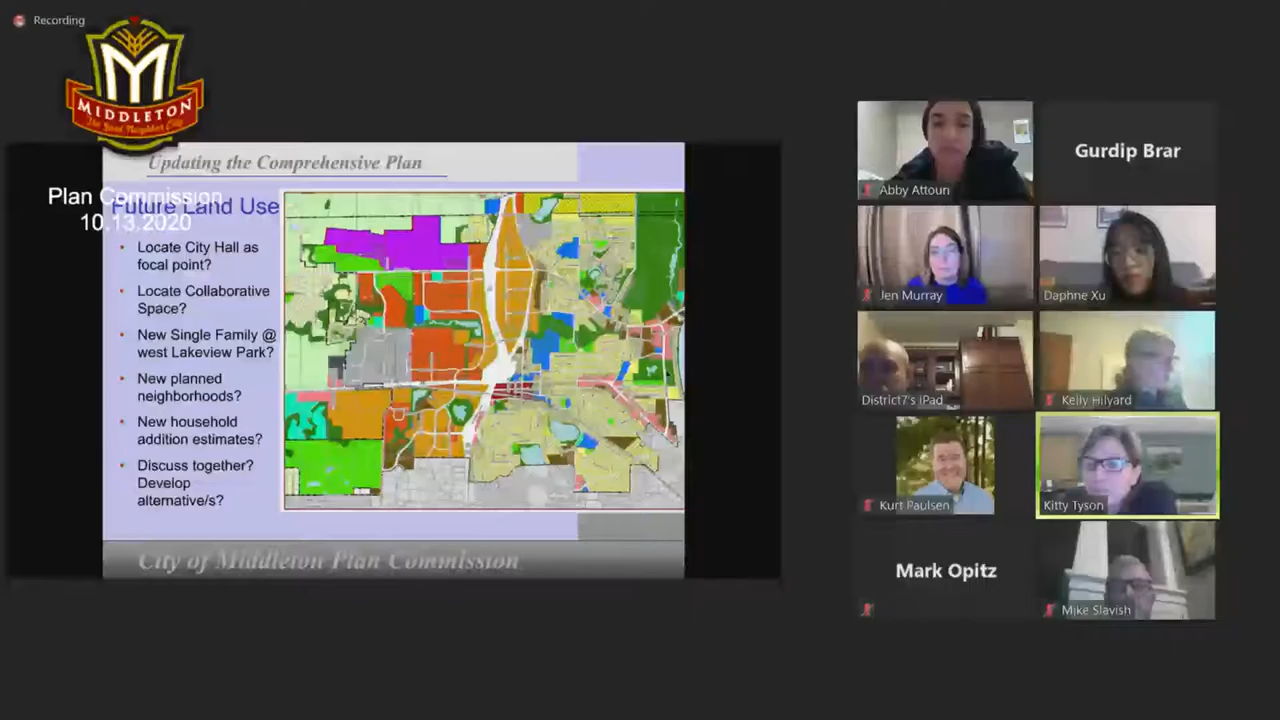 Recording
M
MIDDLETON
The Good Neighbor City
Updating the Comprehensive Plan
Plan Commission
10.13.2020
Future Land Use
• Locate City Hall as
focal point?
• Locate Collaborative
Space?
• New Single Family @
west Lakeview Park?
• New planned
neighborhoods?
• New household
addition estimates?
• Discuss together?
Develop
alternative/s?
City of Middleton Plan Commission
Abby Attoun
Gurdip Brar
Jen Murray
Daphne Xu
District7's iPad
Kelly Hilyard
Kurt Paulsen
Kitty Tyson
Mark Opitz
Mike Slavish